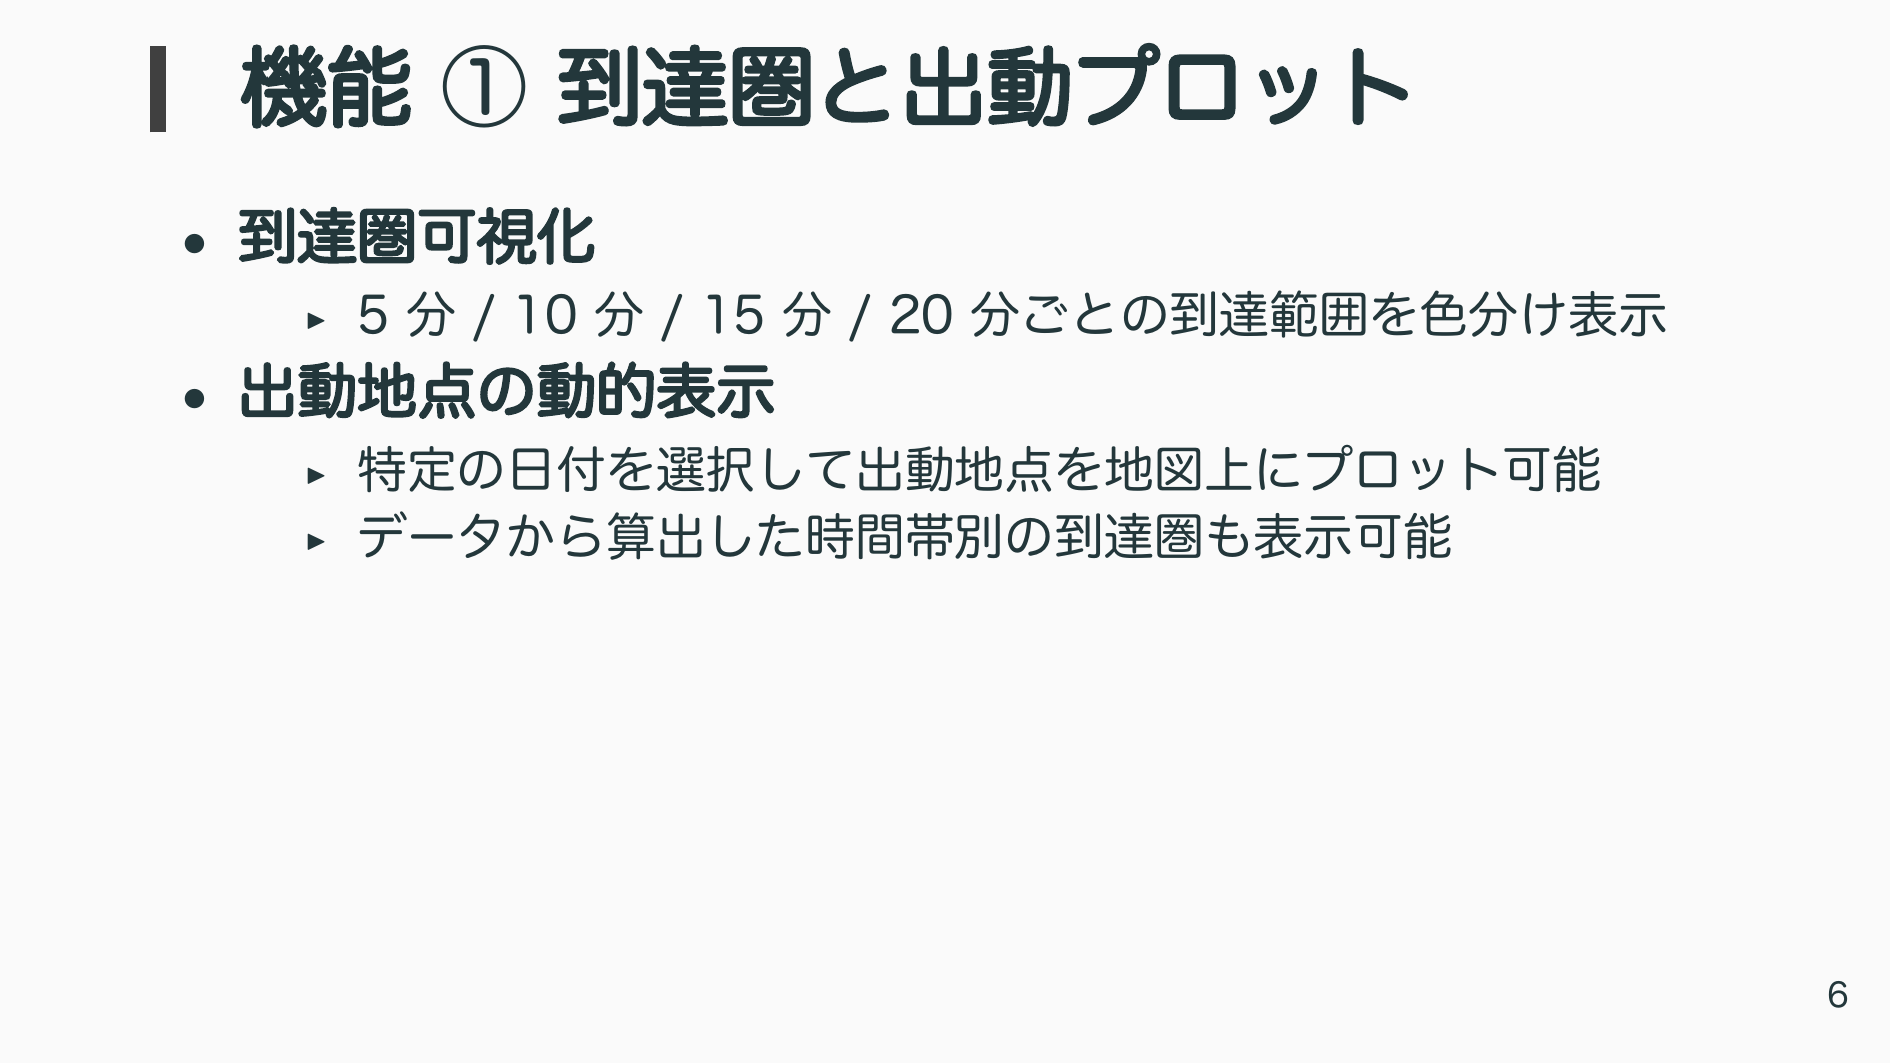 機能 ① 到達圏と出動プロット
• 到達圏可視化
▸ 5 分 / 10 分 / 15 分 / 20 分ごとの到達範囲を色分け表示
• 出動地点の動的表示
▸ 特定の日付を選択して出動地点を地図上にプロット可能
▸ データから算出した時間帯別の到達圏も表示可能
6